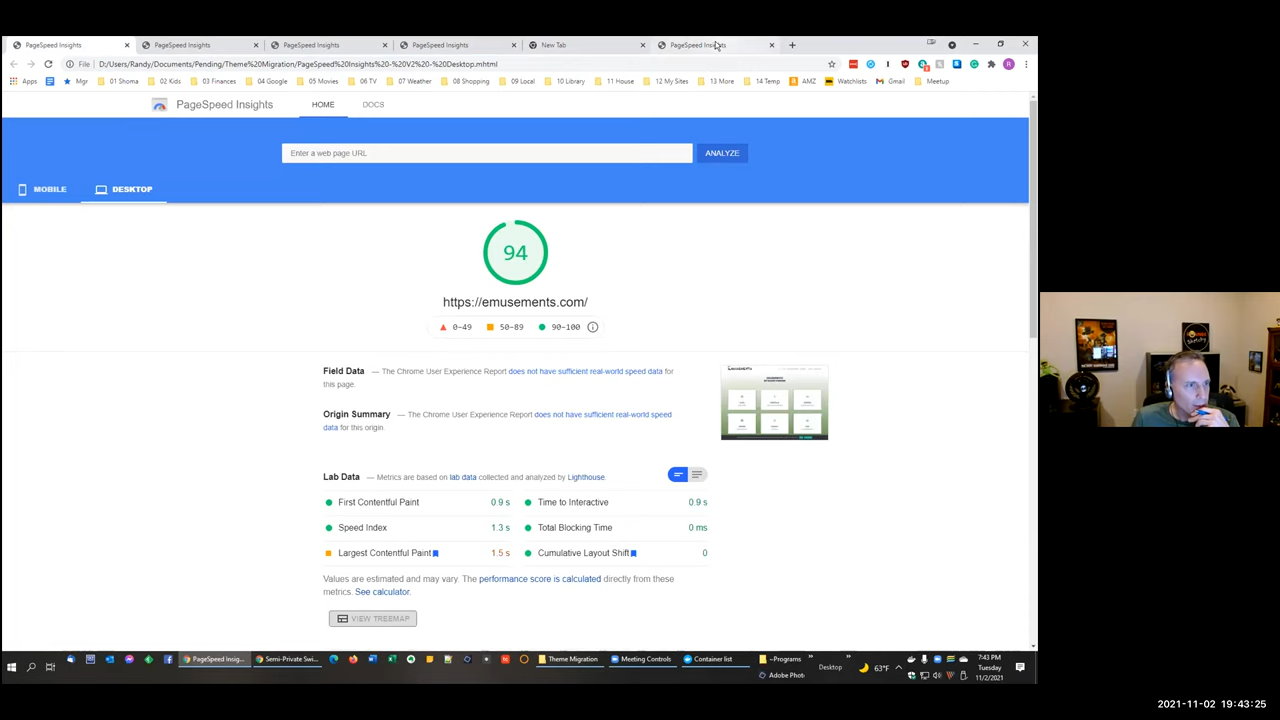 PageSpeed Insights
PageSpeed Insights
PageSpeed Insights
PageSpeed Insights
New Tab
PageSpeed Insights
File
D:/Users/Randy/Documents/Pending/Theme%20Migration/PageSpeed%20Insights%20-%20V2%20-%20Desktop.mhtml
Apps
Mgr
01 Shoma
02 Kids
03 Finances
04 Google
05 Movies
06 TV
07 Weather
08 Shopping
09 Local
10 Library
11 House
12 My Sites
13 More
14 Temp
AMZ
Watchlists
Gmail
Meetup
PageSpeed Insights
HOME
DOCS
Enter a web page URL
ANALYZE
MOBILE
DESKTOP
94
https://emusements.com/
0-49
50-89
90-100
Field Data — The Chrome User Experience Report does not have sufficient real-world speed data for
this page.
Origin Summary — The Chrome User Experience Report does not have sufficient real-world speed
data for this origin.
Lab Data — Metrics are based on lab data collected and analyzed by Lighthouse.
First Contentful Paint 0.9 s
Time to Interactive 0.9 s
Speed Index 1.3 s
Total Blocking Time 0 ms
Largest Contentful Paint 1.5 s
Cumulative Layout Shift 0
Values are estimated and may vary. The performance score is calculated directly from these
metrics. See calculator.
VIEW TREEMAP
PageSpeed Insig...
Semi-Private Swi...
Theme Migration
Meeting Controls
Container list
~Programs
Adobe Phot
Desktop
63°F
7:43 PM
Tuesday
11/2/2021
2021-11-02 19:43:25